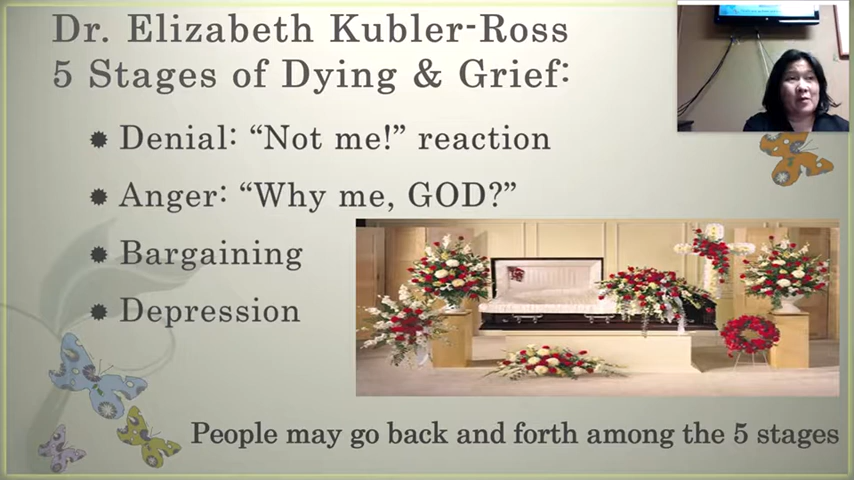 Dr. Elizabeth Kubler-Ross
5 Stages of Dying & Grief:
Denial: “Not me!” reaction
Anger: “Why me, GOD?”
Bargaining
Depression
People may go back and forth among the 5 stages